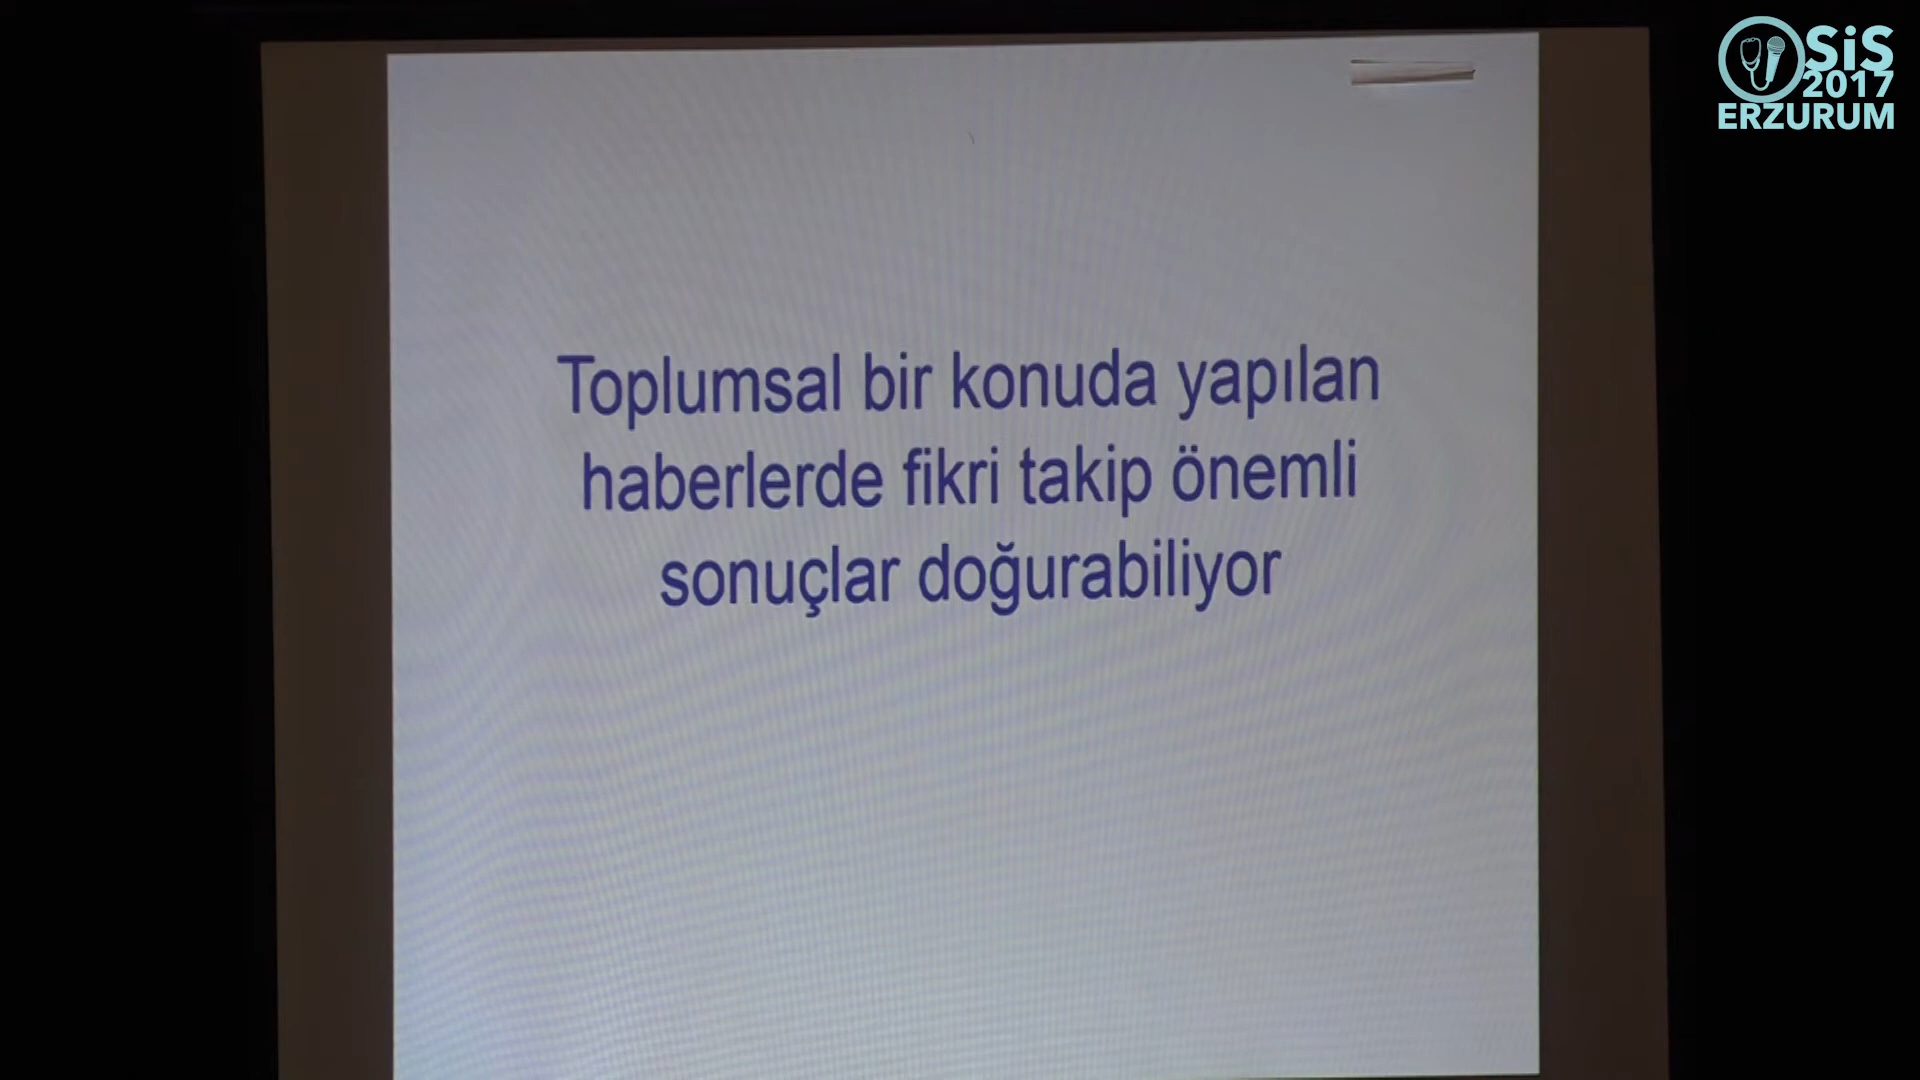 SiS
2017
ERZURUM
Toplumsal bir konuda yapılan
haberlerde fikri takip önemli
sonuçlar doğurabiliyor